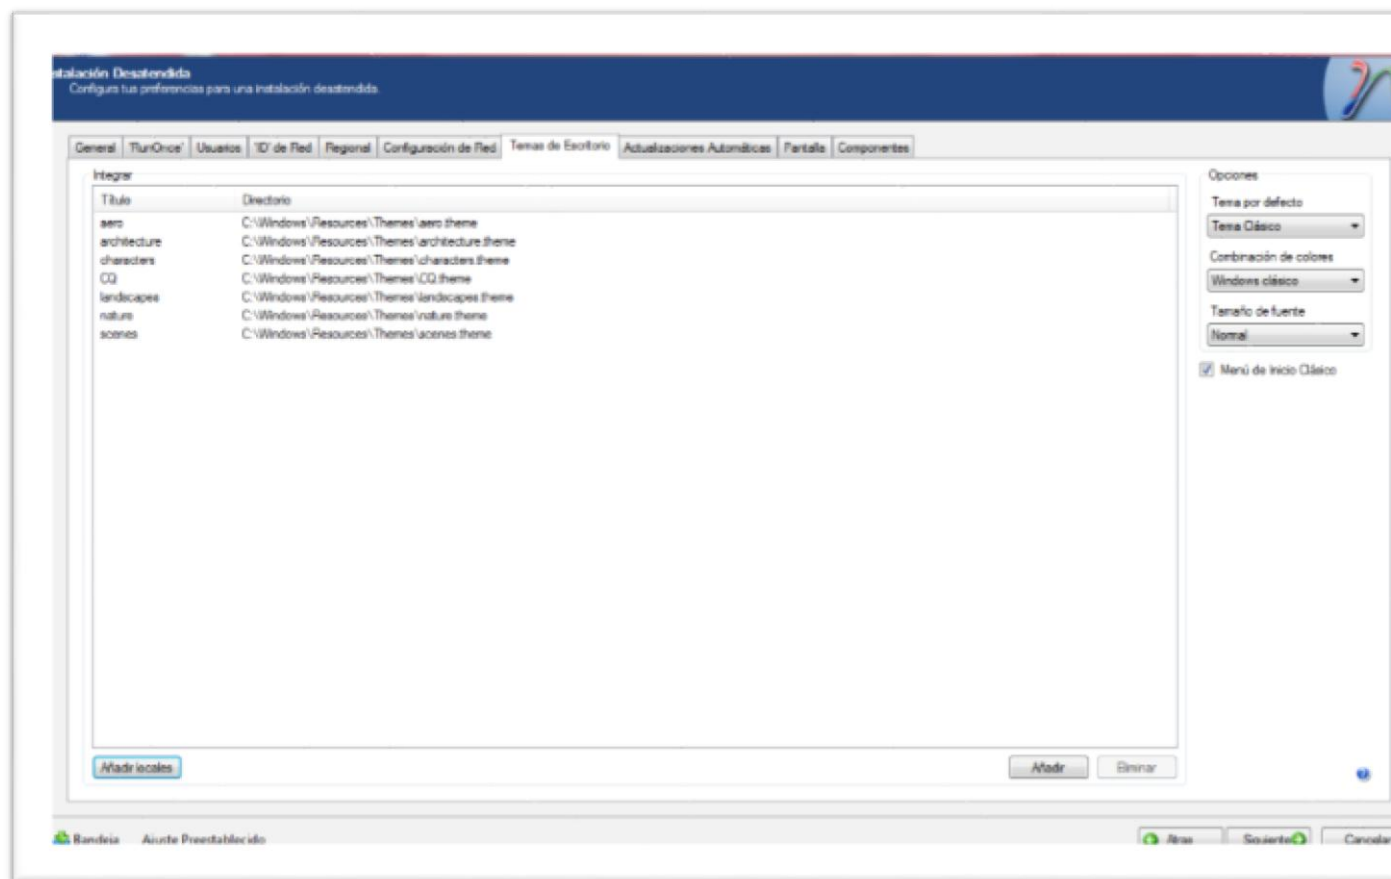 stalación Desatendida
Configura tus preferencias para una instalación desatendida.
General 'RunOnce' Usuarios 'ID' de Red Regional Configuración de Red Temas de Escritorio Actualizaciones Automáticas Pantalla Componentes
Integrar
Título Directorio
aero C:\Windows\Resources\Themes\aero.theme
architecture C:\Windows\Resources\Themes\architecture.theme
characters C:\Windows\Resources\Themes\characters.theme
CQ C:\Windows\Resources\Themes\CQ.theme
landscapes C:\Windows\Resources\Themes\landscapes.theme
nature C:\Windows\Resources\Themes\nature.theme
scenes C:\Windows\Resources\Themes\scenes.theme
Opciones
Tema por defecto
Tema Clásico
Combinación de colores
Windows clásico
Tamaño de fuente
Normal
Menú de Inicio Clásico
Añadir locales Añadir Eliminar
Bandeja Ajuste Preestablecido Atras Siguiente Cancelar